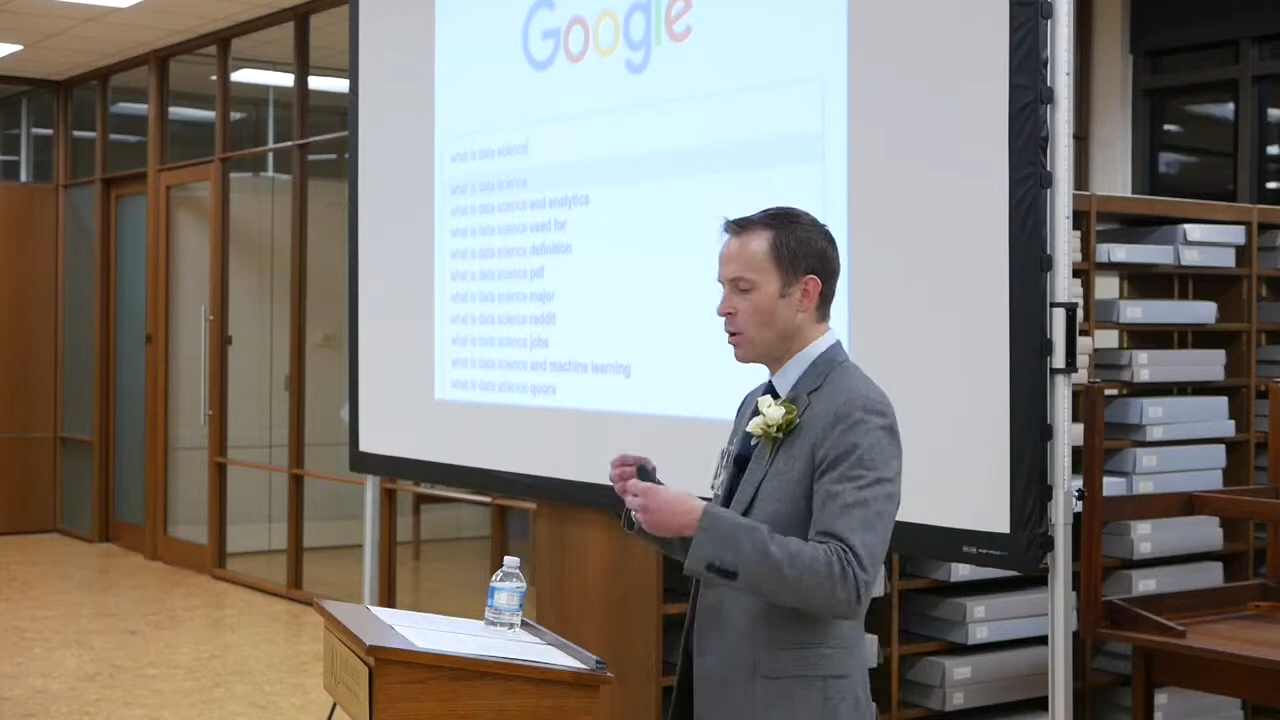 Google
what is data science
what is data science
what is data science and analytics
what is data science used for
what is data science definition
what is data science pdf
what is data science major
what is data science reddit
what is data science jobs
what is data science and machine learning
what is data science quora